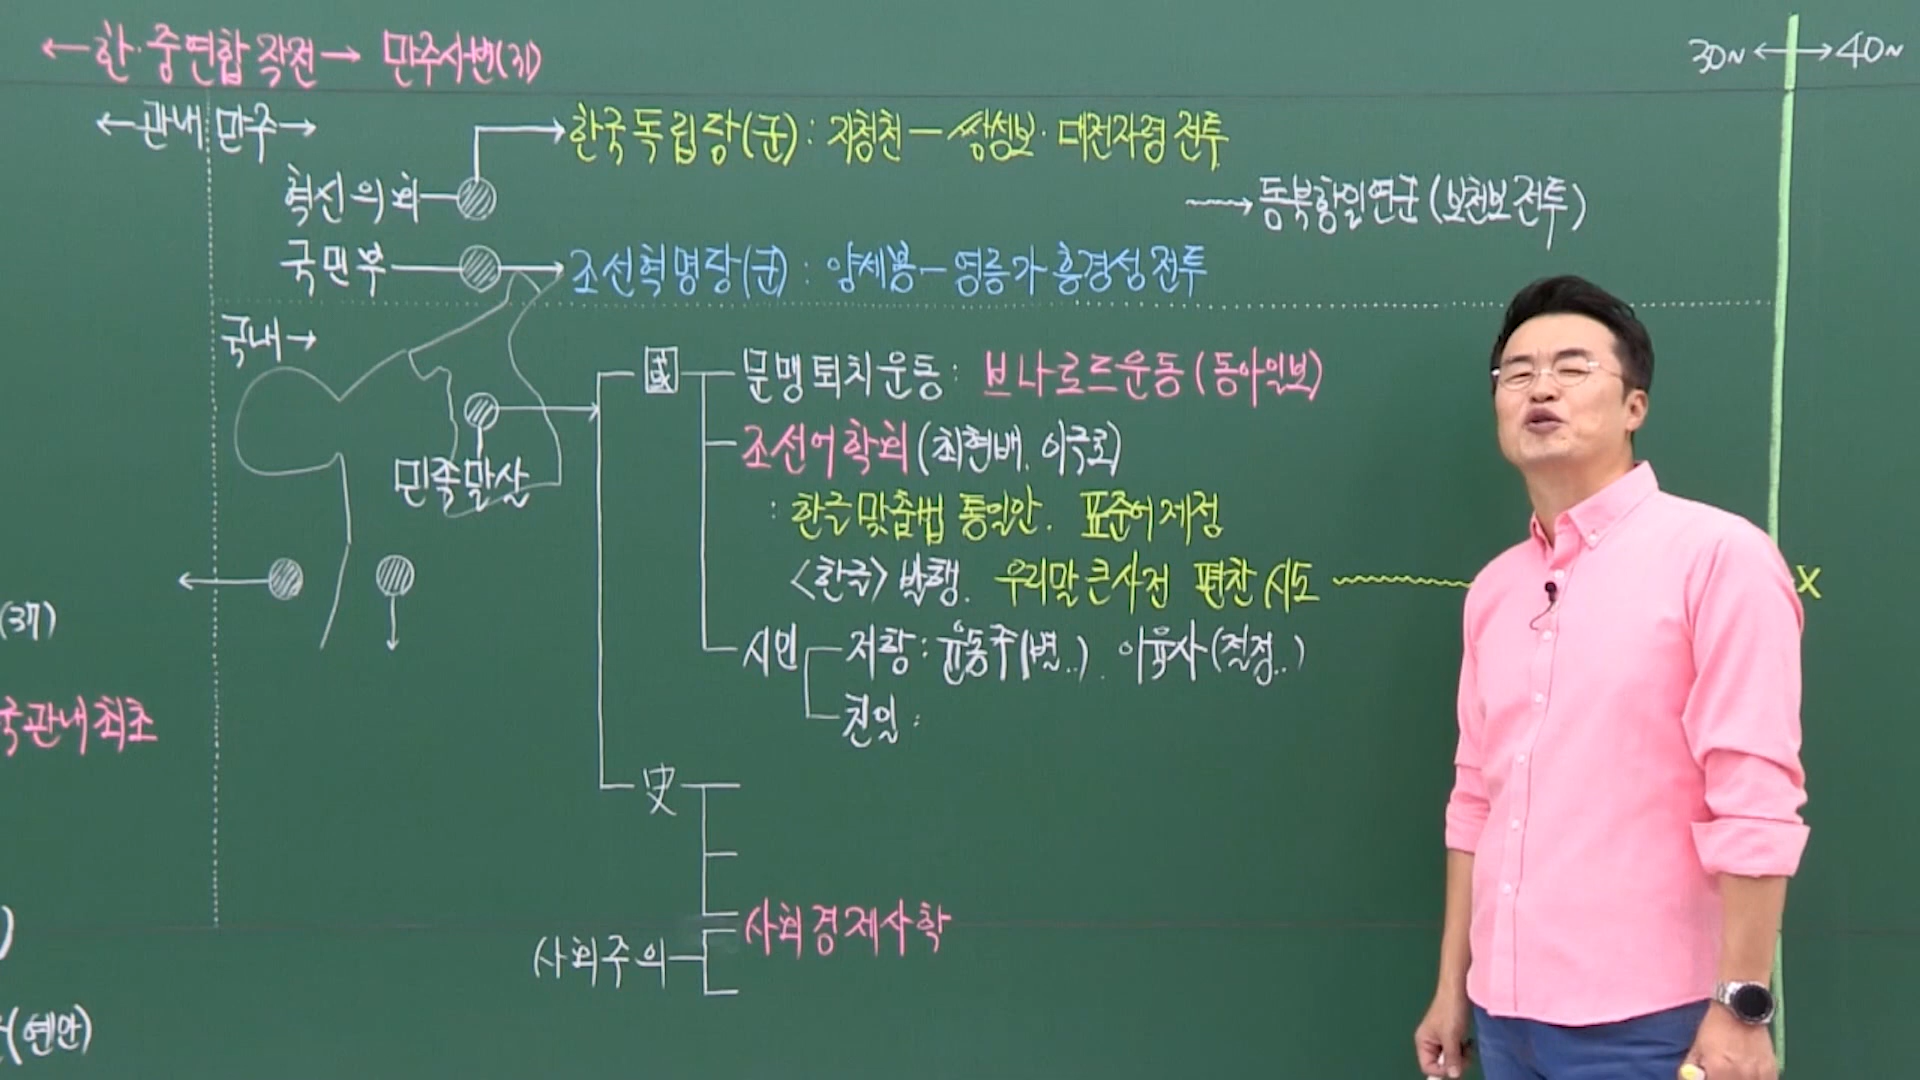 ←한·중연합작전→ 만주사변(31)
30N ←→ 40N
←관내 만주→
한국독립당(군) : 지청천 — 쌍성보· 대전자령 전투
혁신의회
동북항일연군 (보천보 전투)
국민부
조선혁명당(군) : 양세봉 — 영릉가 흥경성 전투
국내→
國
문맹퇴치운동 : 브나로드운동 (동아일보)
조선어학회 (최현배. 이극로)
민족말살
: 한글맞춤법 통일안. 표준어 제정
<한글> 발행. 우리말큰사전 편찬 시도 X
(37)
시인 저항 : 윤동주(별..). 이육사 (절정..)
관내최초
친일 :
史
사회경제사학
사회주의
(옌안)